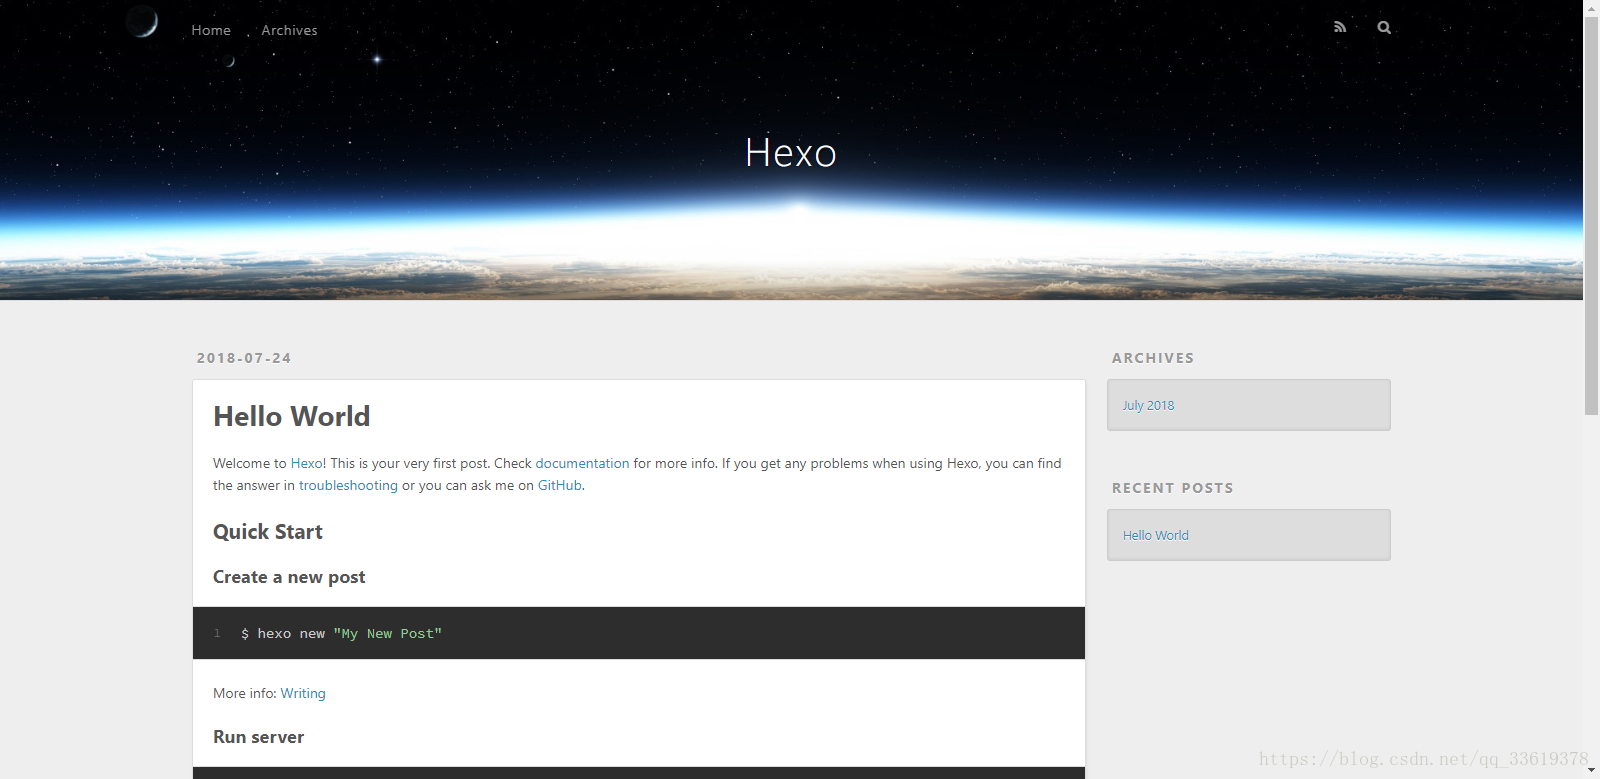 Home
Archives
Hexo
2018-07-24
Hello World
Welcome to Hexo! This is your very first post. Check documentation for more info. If you get any problems when using Hexo, you can find
the answer in troubleshooting or you can ask me on GitHub.
Quick Start
Create a new post
1 $ hexo new "My New Post"
More info: Writing
Run server
ARCHIVES
July 2018
RECENT POSTS
Hello World
https://blog.csdn.net/qq_33619378